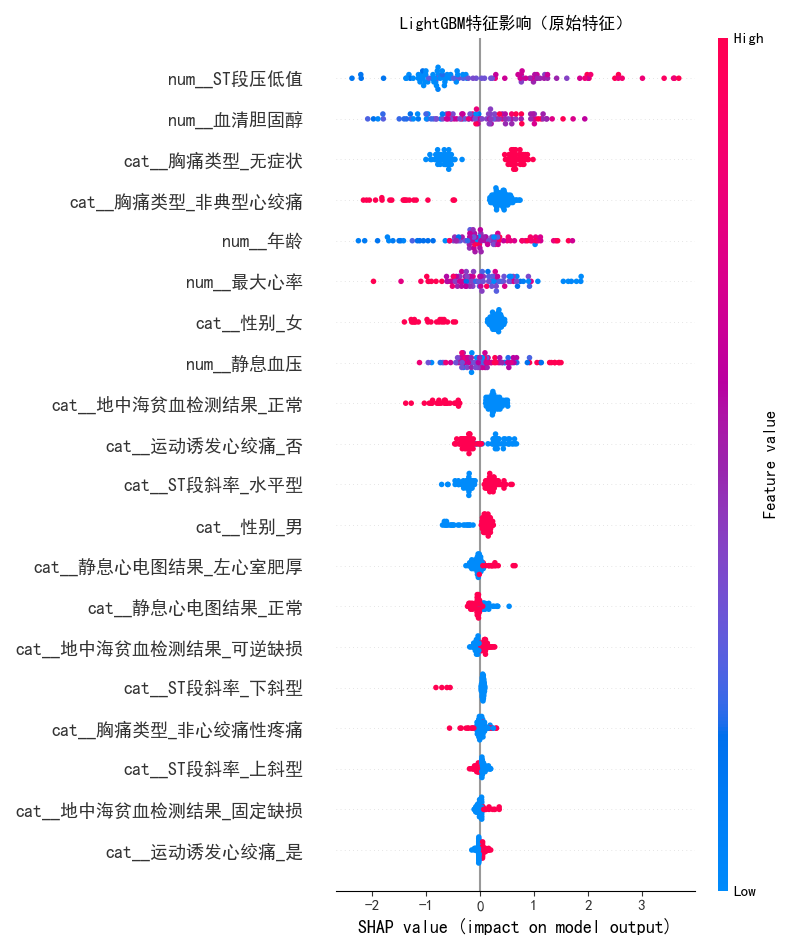 LightGBM特征影响（原始特征）
High
num__ST段压低值
num__血清胆固醇
cat__胸痛类型_无症状
cat__胸痛类型_非典型心绞痛
num__年龄
num__最大心率
cat__性别_女
num__静息血压
cat__地中海贫血检测结果_正常
cat__运动诱发心绞痛_否
cat__ST段斜率_水平型
cat__性别_男
cat__静息心电图结果_左心室肥厚
cat__静息心电图结果_正常
cat__地中海贫血检测结果_可逆缺损
cat__ST段斜率_下斜型
cat__胸痛类型_非心绞痛性疼痛
cat__ST段斜率_上斜型
cat__地中海贫血检测结果_固定缺损
cat__运动诱发心绞痛_是
Feature value
Low
−2 −1 0 1 2 3
SHAP value (impact on model output)